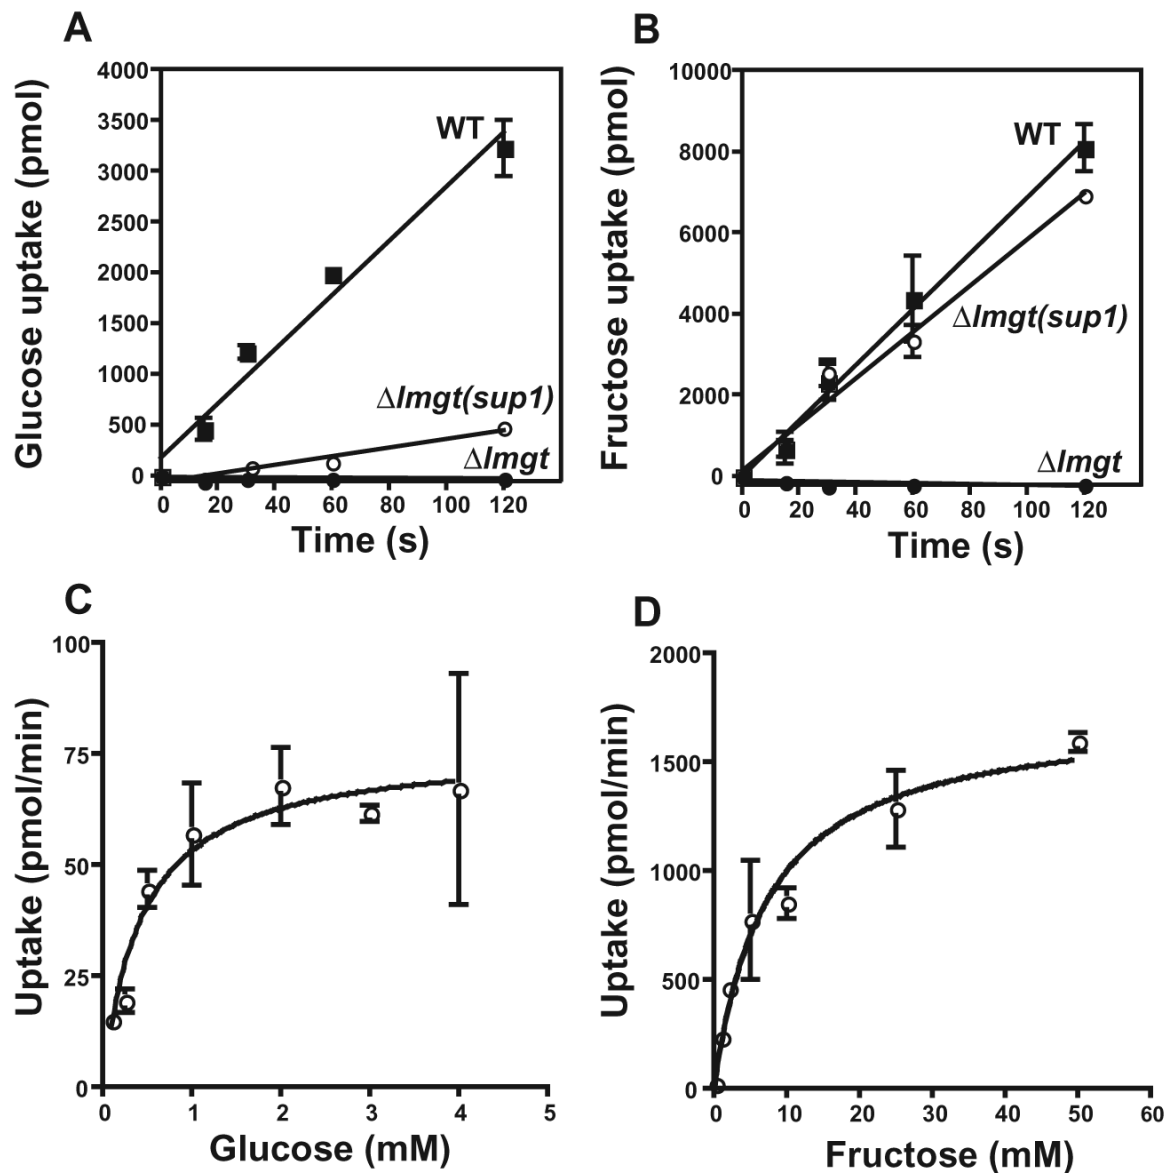 A
Glucose uptake (pmol)
4000
3500
3000
2500
2000
1500
1000
500
0
WT
Δlmgt(sup1)
Δlmgt
0 20 40 60 80 100 120
Time (s)
B
Fructose uptake (pmol)
10000
8000
6000
4000
2000
0
WT
Δlmgt(sup1)
Δlmgt
0 20 40 60 80 100 120
Time (s)
C
Uptake (pmol/min)
100
75
50
25
0
0 1 2 3 4 5
Glucose (mM)
D
Uptake (pmol/min)
2000
1500
1000
500
0
0 10 20 30 40 50 60
Fructose (mM)